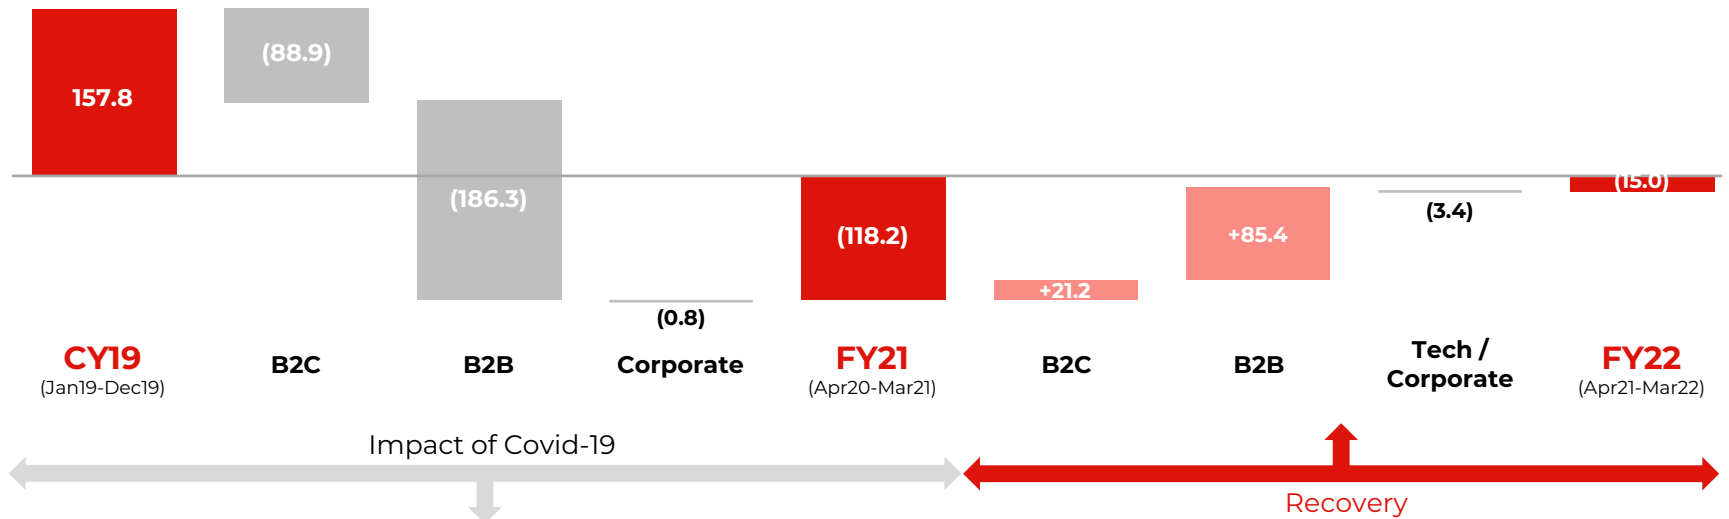 157.8
(88.9)
(186.3)
(0.8)
(118.2)
+21.2
+85.4
(3.4)
(15.0)
CY19
(Jan19-Dec19)
B2C
B2B
Corporate
FY21
(Apr20-Mar21)
B2C
B2B
Tech /
Corporate
FY22
(Apr21-Mar22)
Impact of Covid-19
Recovery